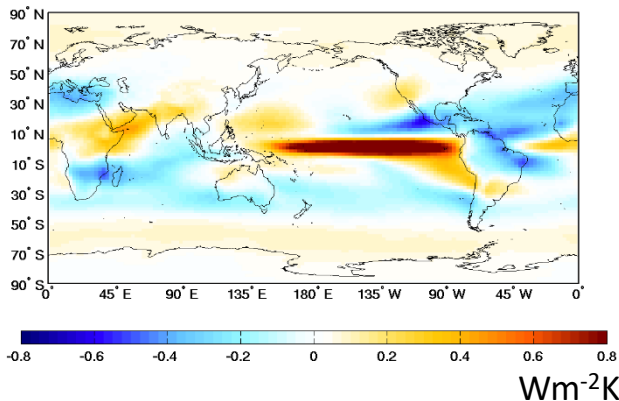 90° N
70° N
50° N
30° N
10° N
10° S
30° S
50° S
70° S
90° S
0° 45° E 90° E 135° E 180° E 135° W 90° W 45° W 0°
-0.8 -0.6 -0.4 -0.2 0 0.2 0.4 0.6 0.8
Wm⁻²K